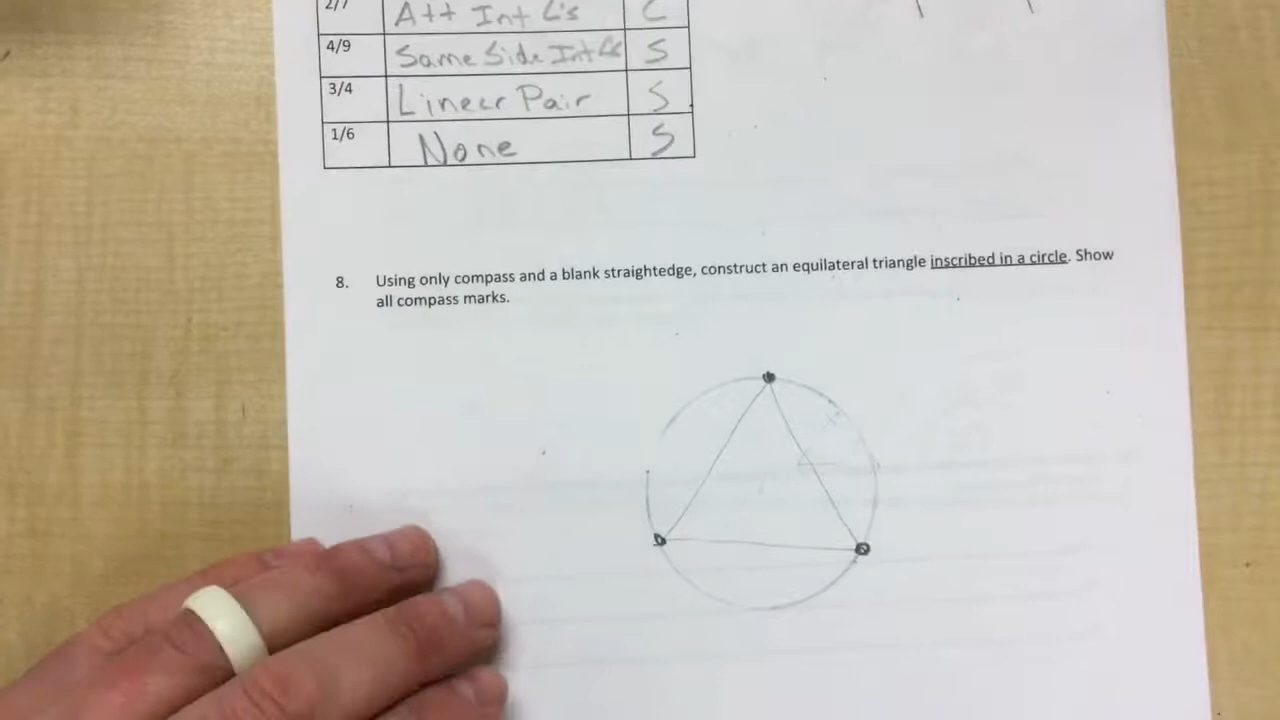 2/7 Att Int ∠'s C
4/9 Same Side Int ∠s S
3/4 Linear Pair S
1/6 None S
8. Using only compass and a blank straightedge, construct an equilateral triangle inscribed in a circle. Show
all compass marks.